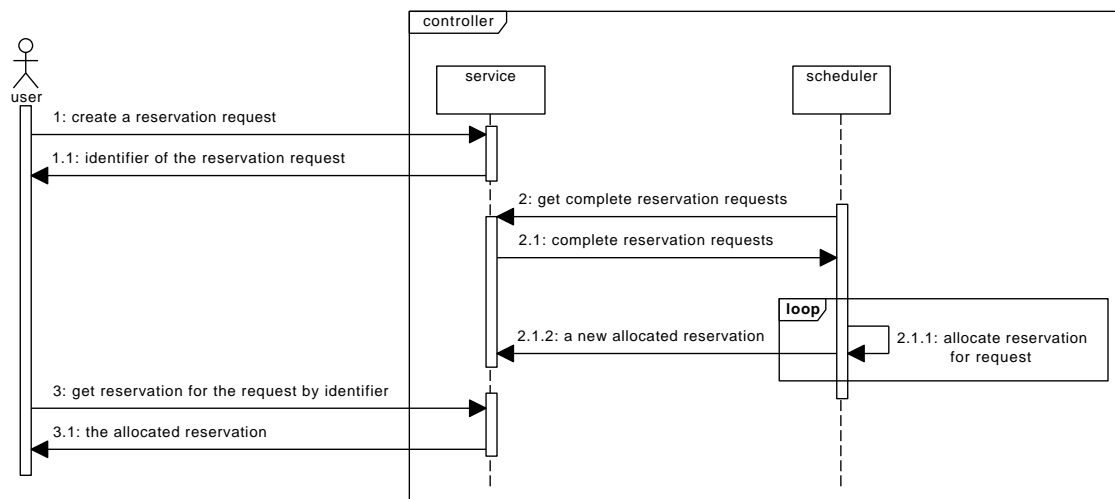 controller
user
service
scheduler
1: create a reservation request
1.1: identifier of the reservation request
2: get complete reservation requests
2.1: complete reservation requests
loop
2.1.1: allocate reservation
for request
2.1.2: a new allocated reservation
3: get reservation for the request by identifier
3.1: the allocated reservation